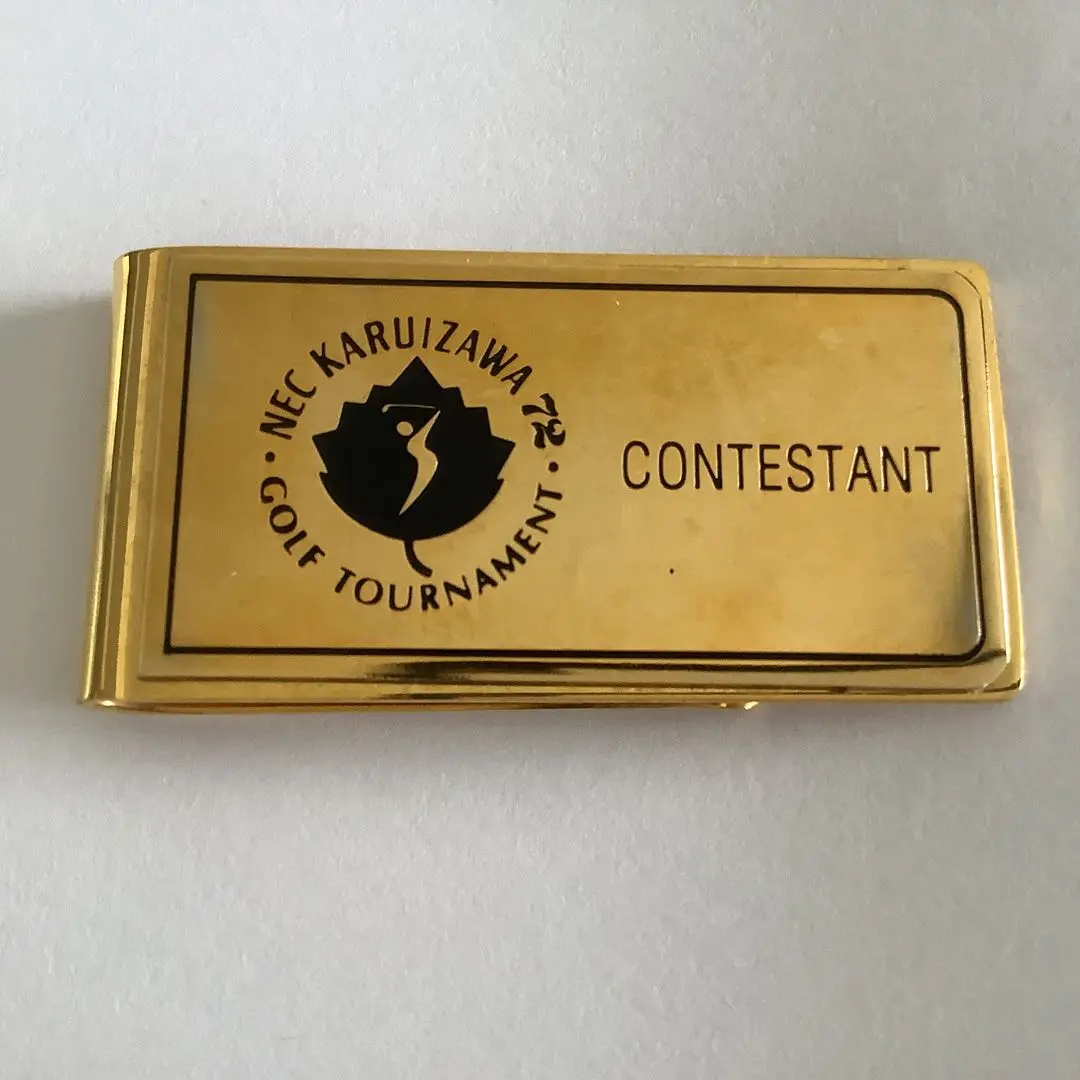 · NEC KARUIZAWA 72 ·
GOLF TOURNAMENT
CONTESTANT